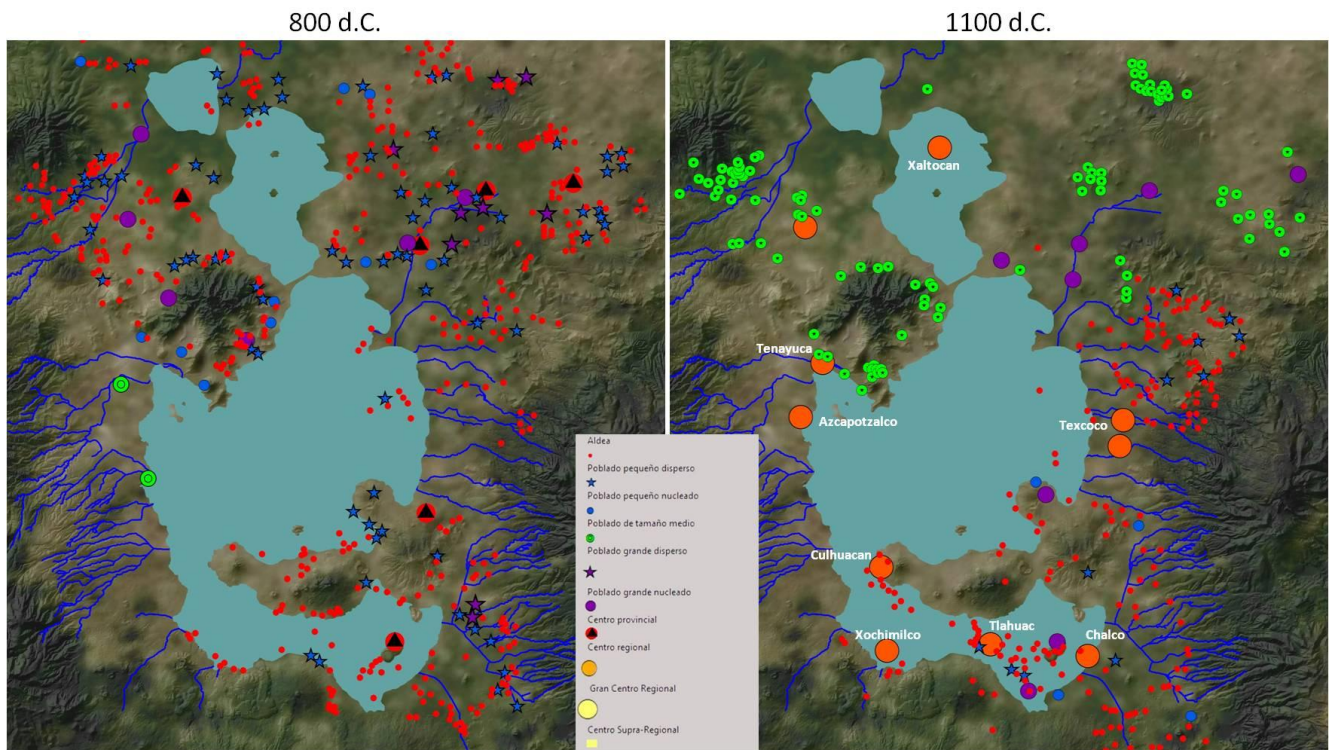 800 d.C.
1100 d.C.
Xaltocan
Tenayuca
Azcapotzalco
Texcoco
Culhuacan
Xochimilco
Tlahuac
Chalco
Aldea
Poblado pequeño disperso
Poblado pequeño nucleado
Poblado de tamaño medio
Poblado grande disperso
Poblado grande nucleado
Centro provincial
Centro regional
Gran Centro Regional
Centro Supra-Regional